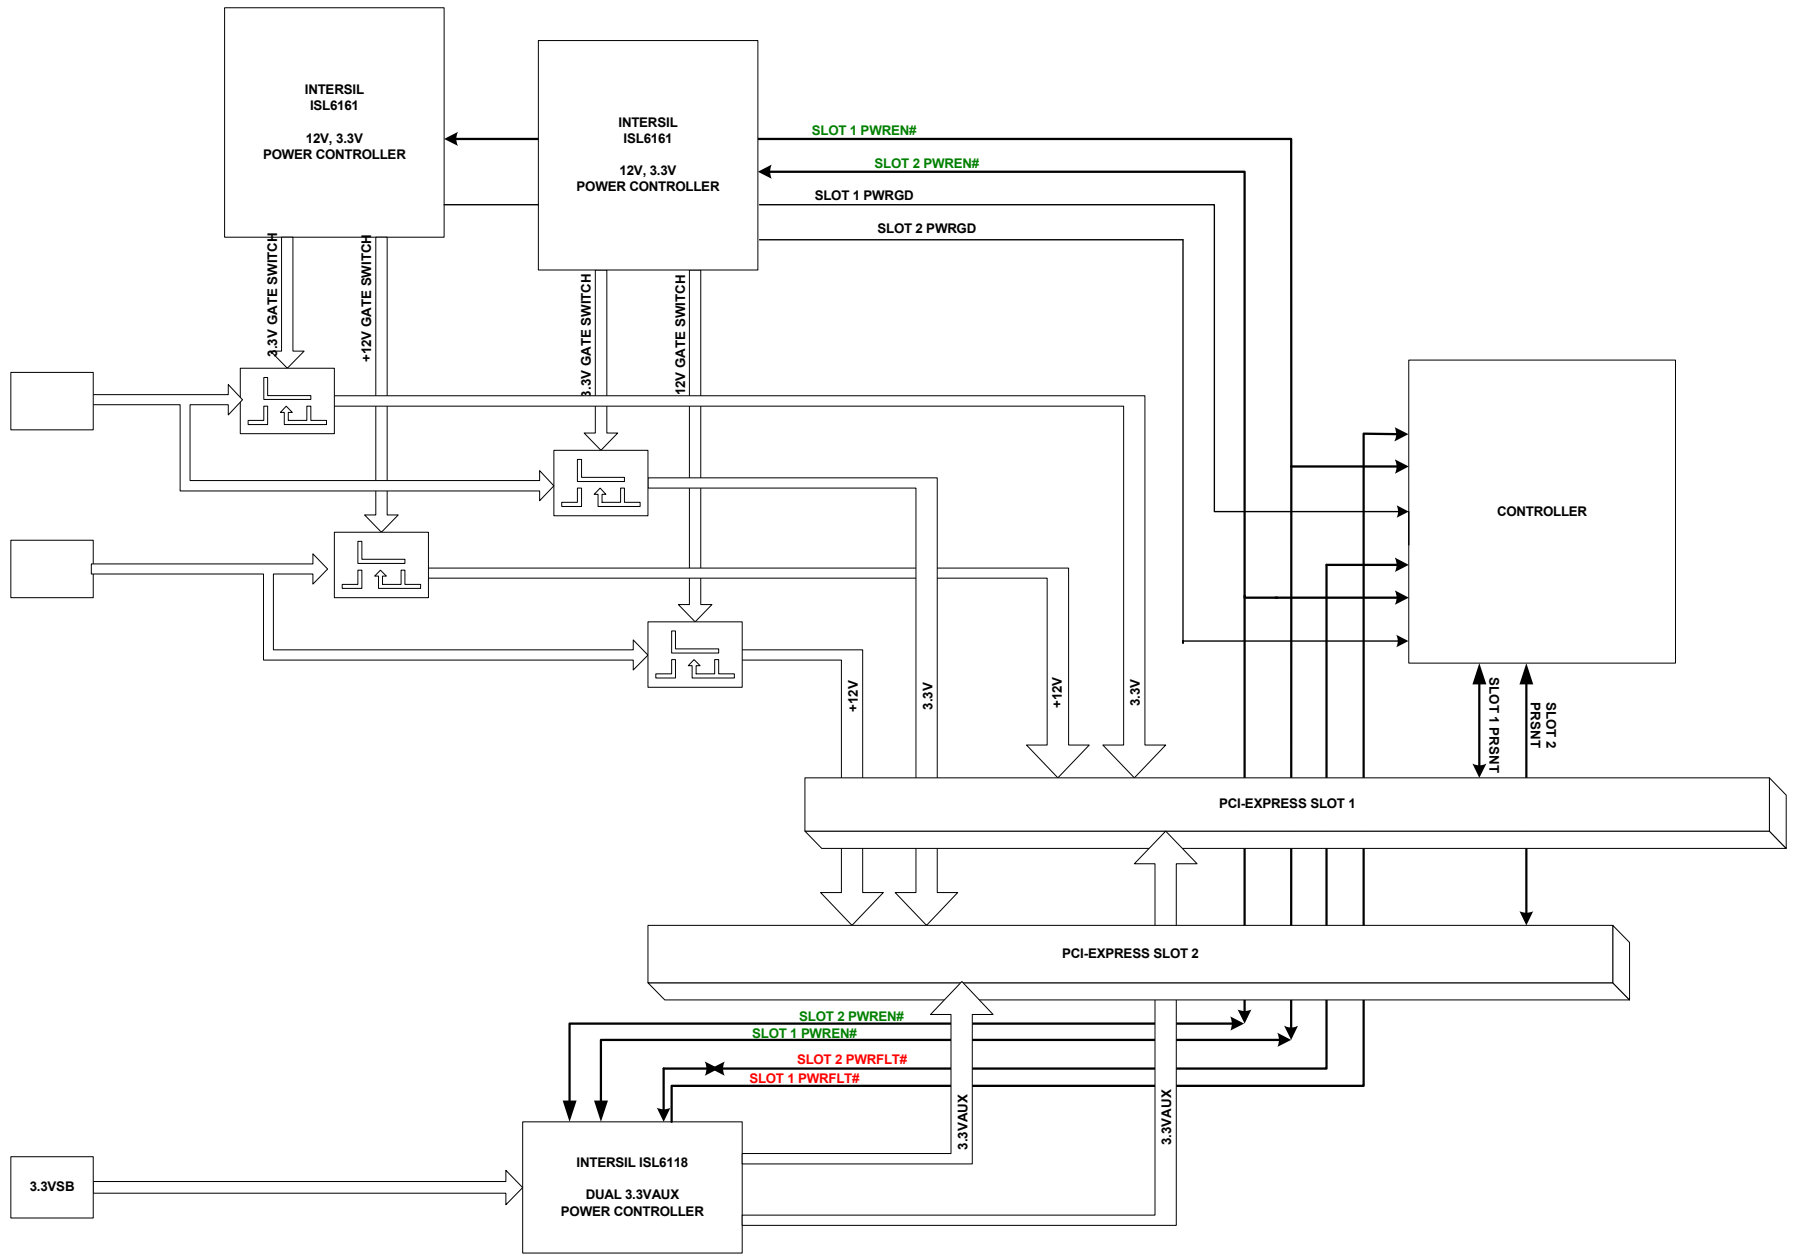 INTERSIL
ISL6161
12V, 3.3V
POWER CONTROLLER
INTERSIL
ISL6161
12V, 3.3V
POWER CONTROLLER
SLOT 1 PWREN#
SLOT 2 PWREN#
SLOT 1 PWRGD
SLOT 2 PWRGD
3.3V GATE SWITCH
+12V GATE SWITCH
3.3V GATE SWITCH
12V GATE SWITCH
CONTROLLER
+12V
3.3V
+12V
3.3V
SLOT 1 PRSNT
SLOT 2
PRSNT
PCI-EXPRESS SLOT 1
PCI-EXPRESS SLOT 2
SLOT 2 PWREN#
SLOT 1 PWREN#
SLOT 2 PWRFLT#
SLOT 1 PWRFLT#
3.3VAUX
3.3VAUX
3.3VSB
INTERSIL ISL6118
DUAL 3.3VAUX
POWER CONTROLLER